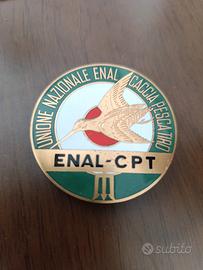 UNIONE NAZIONALE ENAL CACCIA PESCA TIRO
ENAL-CPT
subito